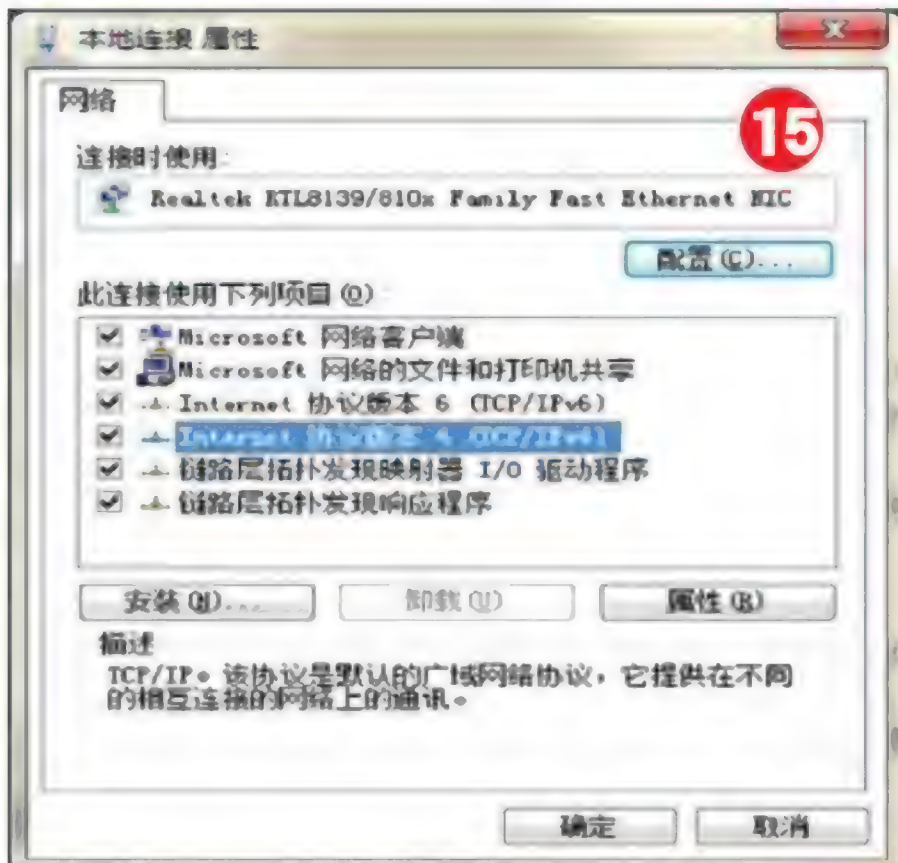 本地连接 属性
网络
15
连接时使用:
Realtek RTL8139/810x Family Fast Ethernet NIC
配置(C)...
此连接使用下列项目(O)
Microsoft 网络客户端
Microsoft 网络的文件和打印机共享
Internet 协议版本 6 (TCP/IPv6)
Internet 协议版本 4 (TCP/IPv4)
链路层拓扑发现映射器 I/O 驱动程序
链路层拓扑发现响应程序
安装(N)... 卸载(U) 属性(R)
描述
TCP/IP。该协议是默认的广域网络协议，它提供在不同
的相互连接的网络上的通讯。
确定 取消